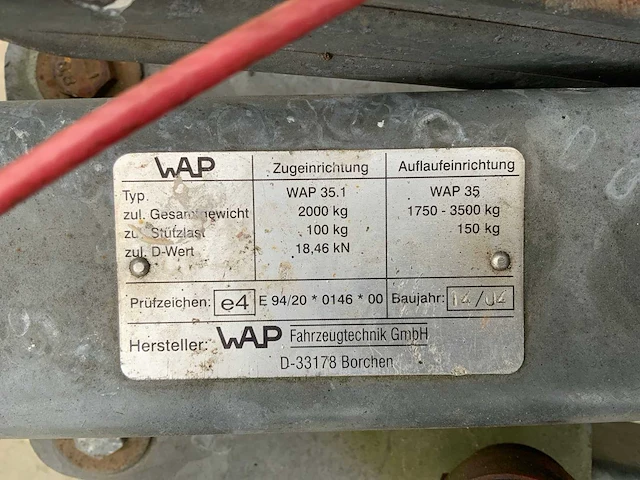 WAP Zugeinrichtung Auflaufeinrichtung
Typ. WAP 35.1 WAP 35
zul. Gesamtgewicht 2000 kg 1750 - 3500 kg
zul. Stützlast 100 kg 150 kg
zul. D-Wert 18,46 kN
Prüfzeichen: e4 E 94/20 * 0146 * 00 Baujahr: 14/04
Hersteller: WAP Fahrzeugtechnik GmbH
D-33178 Borchen